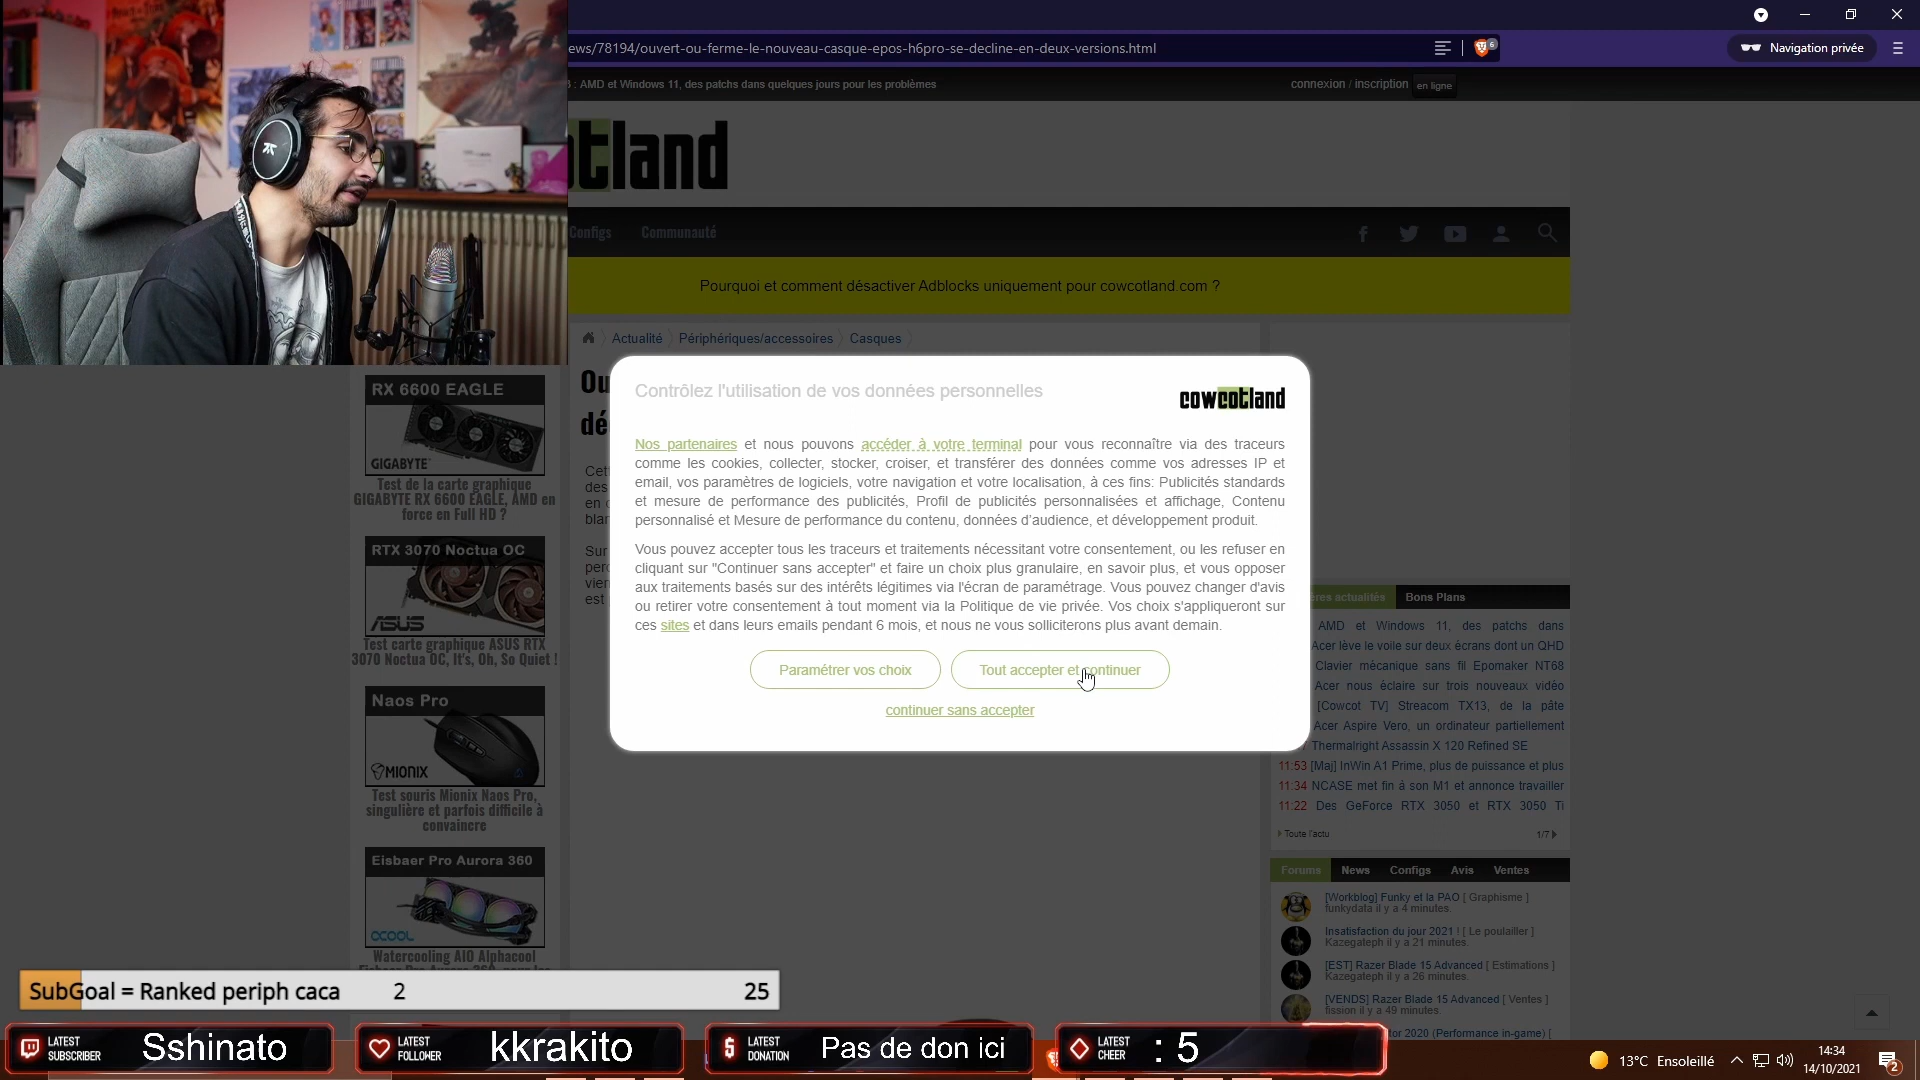 ews/78194/ouvert-ou-ferme-le-nouveau-casque-epos-h6pro-se-decline-en-deux-versions.html
6
Navigation privée
: AMD et Windows 11, des patchs dans quelques jours pour les problèmes
connexion / inscription
en ligne
cotland
Configs
Communauté
Pourquoi et comment désactiver Adblocks uniquement pour cowcotland.com ?
Actualité
Périphériques/accessoires
Casques
Ou
dé
RX 6600 EAGLE
GIGABYTE
Test de la carte graphique
GIGABYTE RX 6600 EAGLE, AMD en
force en Full HD ?
RTX 3070 Noctua OC
ASUS
Test carte graphique ASUS RTX
3070 Noctua OC, It's, Oh, So Quiet !
Naos Pro
MIONIX
Test souris Mionix Naos Pro,
singulière et parfois difficile à
convaincre
Eisbaer Pro Aurora 360
Watercooling AIO Alphacool
Cet
des
en
blan
Sur
perc
vien
est
Contrôlez l'utilisation de vos données personnelles
cowcotland
Nos partenaires et nous pouvons accéder à votre terminal pour vous reconnaître via des traceurs
comme les cookies, collecter, stocker, croiser, et transférer des données comme vos adresses IP et
email, vos paramètres de logiciels, votre navigation et votre localisation, à ces fins: Publicités standards
et mesure de performance des publicités, Profil de publicités personnalisées et affichage, Contenu
personnalisé et Mesure de performance du contenu, données d'audience, et développement produit.
Vous pouvez accepter tous les traceurs et traitements nécessitant votre consentement, ou les refuser en
cliquant sur "Continuer sans accepter" et faire un choix plus granulaire, en savoir plus, et vous opposer
aux traitements basés sur des intérêts légitimes via l'écran de paramétrage. Vous pouvez changer d'avis
ou retirer votre consentement à tout moment via la Politique de vie privée. Vos choix s'appliqueront sur
ces sites et dans leurs emails pendant 6 mois, et nous ne vous solliciterons plus avant demain.
Paramétrer vos choix
Tout accepter et continuer
continuer sans accepter
ères actualités
Bons Plans
AMD et Windows 11, des patchs dans
Acer lève le voile sur deux écrans dont un QHD
Clavier mécanique sans fil Epomaker NT68
Acer nous éclaire sur trois nouveaux vidéo
[Cowcot TV] Streacom TX13, de la pâte
Acer Aspire Vero, un ordinateur partiellement
Thermalright Assassin X 120 Refined SE
11:53 [Maj] InWin A1 Prime, plus de puissance et plus
11:34 NCASE met fin à son M1 et annonce travailler
11:22 Des GeForce RTX 3050 et RTX 3050 Ti
Toute l'actu
1/7
Forums
News
Configs
Avis
Ventes
[Workblog] Funky et la PAO [ Graphisme ]
funkydata il y a 4 minutes.
Insatisfaction du jour 2021 ! [ Le poulailler ]
Kazegateph il y a 21 minutes.
[EST] Razer Blade 15 Advanced [ Estimations ]
Kazegateph il y a 26 minutes.
[VENDS] Razer Blade 15 Advanced [ Ventes ]
fission il y a 49 minutes.
tor 2020 (Performance in-game) [
SubGoal = Ranked periph caca
2
25
LATEST
SUBSCRIBER
Sshinato
LATEST
FOLLOWER
kkrakito
LATEST
DONATION
Pas de don ici
LATEST
CHEER
: 5
13°C Ensoleillé
14:34
14/10/2021
2